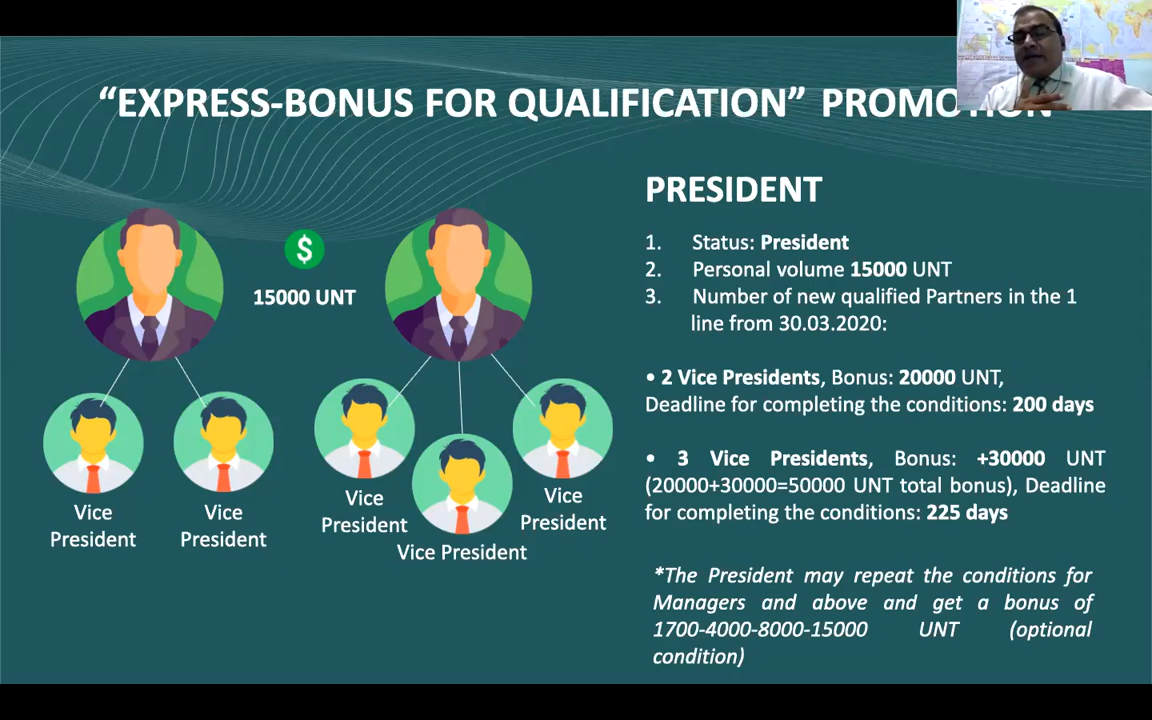 “EXPRESS-BONUS FOR QUALIFICATION” PROMOTION
PRESIDENT
1. Status: President
2. Personal volume 15000 UNT
3. Number of new qualified Partners in the 1
line from 30.03.2020:
• 2 Vice Presidents, Bonus: 20000 UNT,
Deadline for completing the conditions: 200 days
• 3 Vice Presidents, Bonus: +30000 UNT
(20000+30000=50000 UNT total bonus), Deadline
for completing the conditions: 225 days
*The President may repeat the conditions for
Managers and above and get a bonus of
1700-4000-8000-15000 UNT (optional
condition)
$
15000 UNT
Vice
President
Vice
President
Vice
President
Vice President
Vice
President